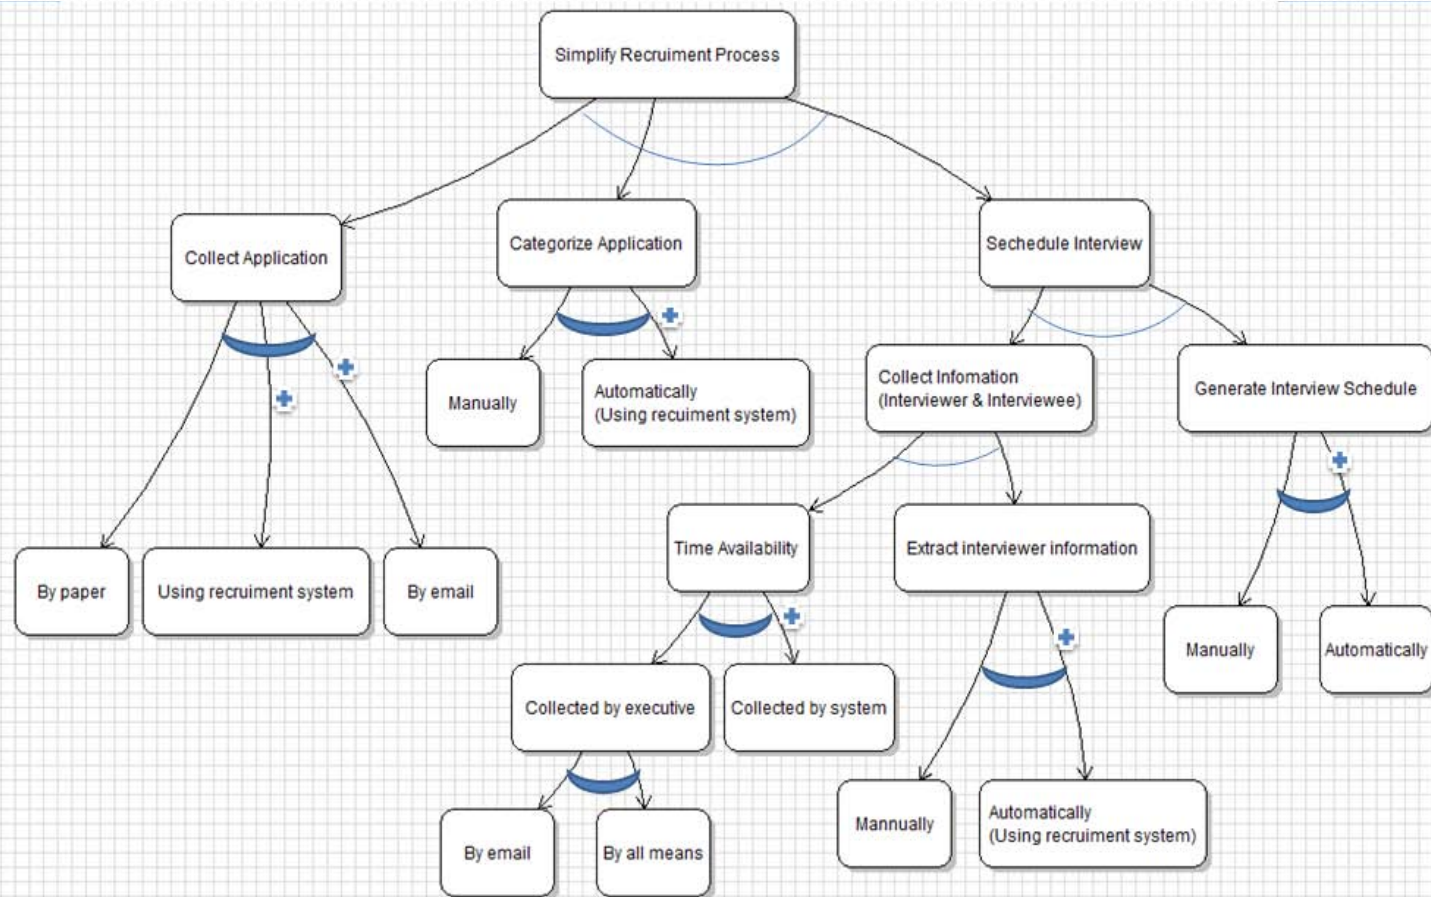 Simplify Recruiment Process
Collect Application
Categorize Application
Sechedule Interview
Manually
Automatically
(Using recuiment system)
Collect Infomation
(Interviewer & Interviewee)
Generate Interview Schedule
By paper
Using recruiment system
By email
Time Availability
Extract interviewer information
Manually
Automatically
Collected by executive
Collected by system
By email
By all means
Mannually
Automatically
(Using recruiment system)